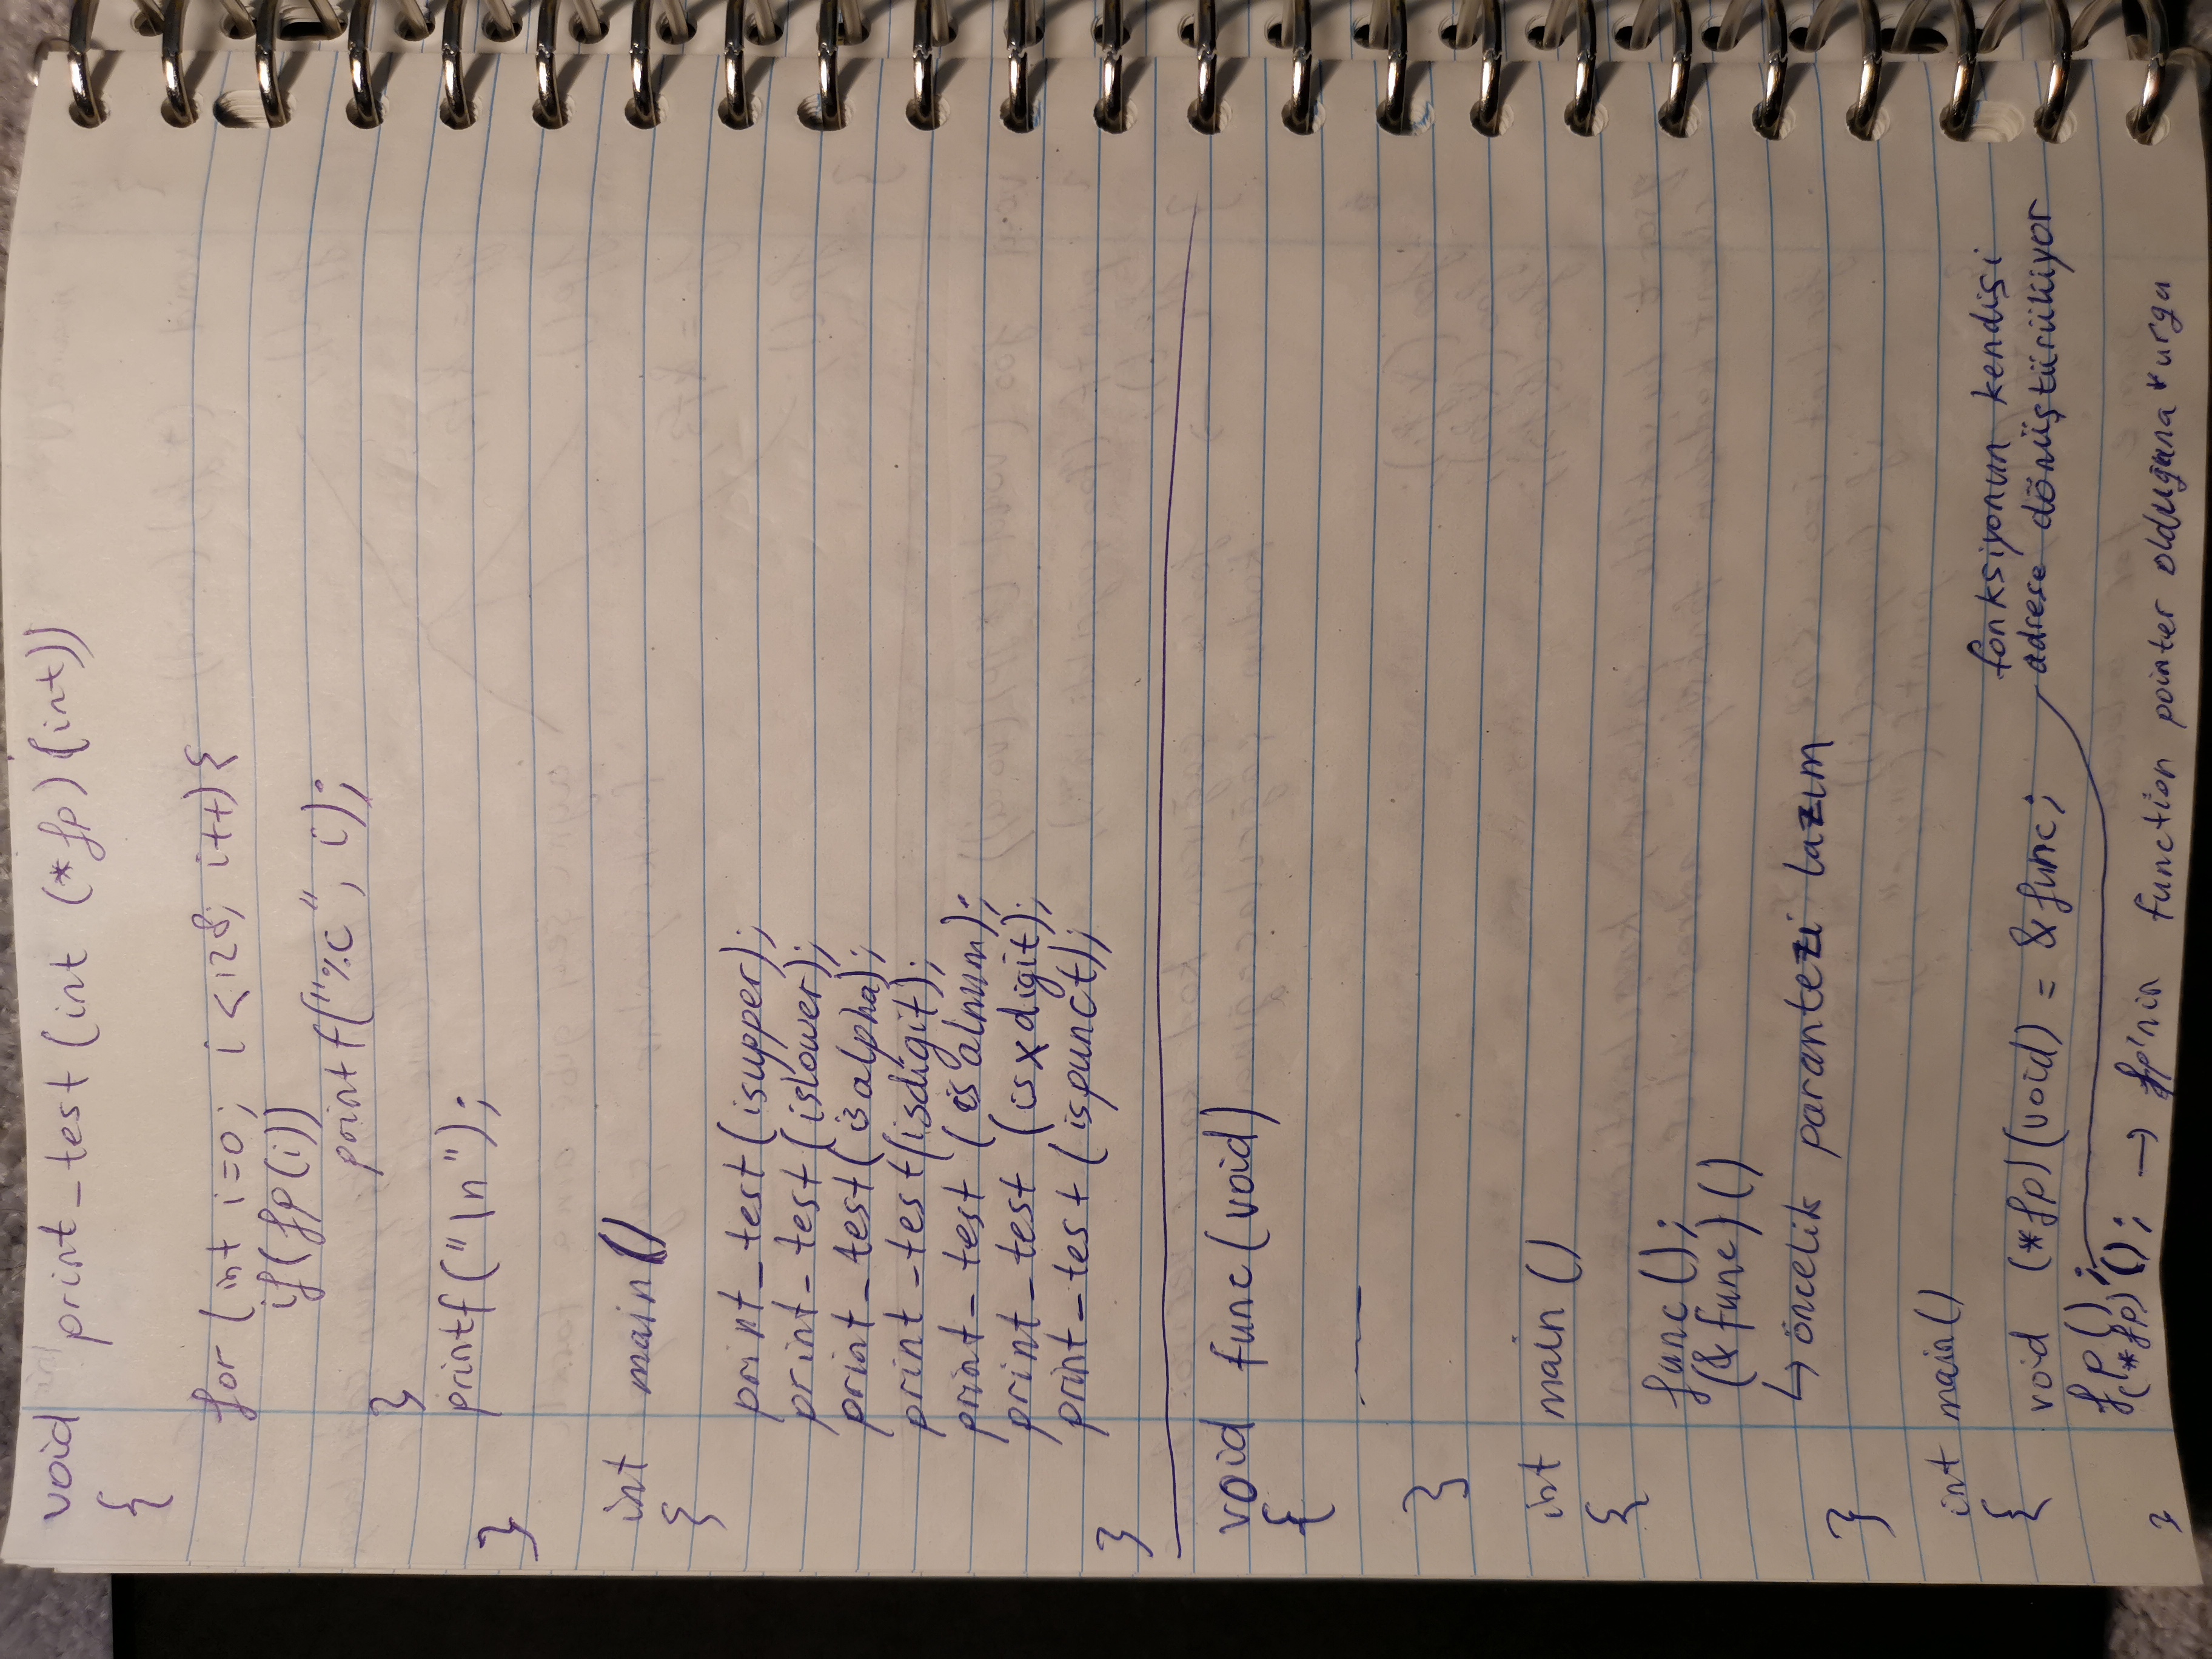 void print_test(int (*fp)(int))
{
for (int i=0; i<128; i++){
if(fp(i))
printf("%c", i);
}
printf("\n");
}
int main()
{
print_test(isupper);
print_test(islower);
print_test(isalpha);
print_test(isdigit);
print_test(isalnum);
print_test(isxdigit);
print_test(ispunct);
}
void func(void)
{
}
int main()
{
func();
(&func)()
↳ öncelik parantezi lazım
}
int main()
{
fonksiyonun kendisi
adrese dönüştürülüyor
void (*fp)(void) = &func;
fp();
(*fp)(); → fp'nin function pointer olduğuna vurgu
}